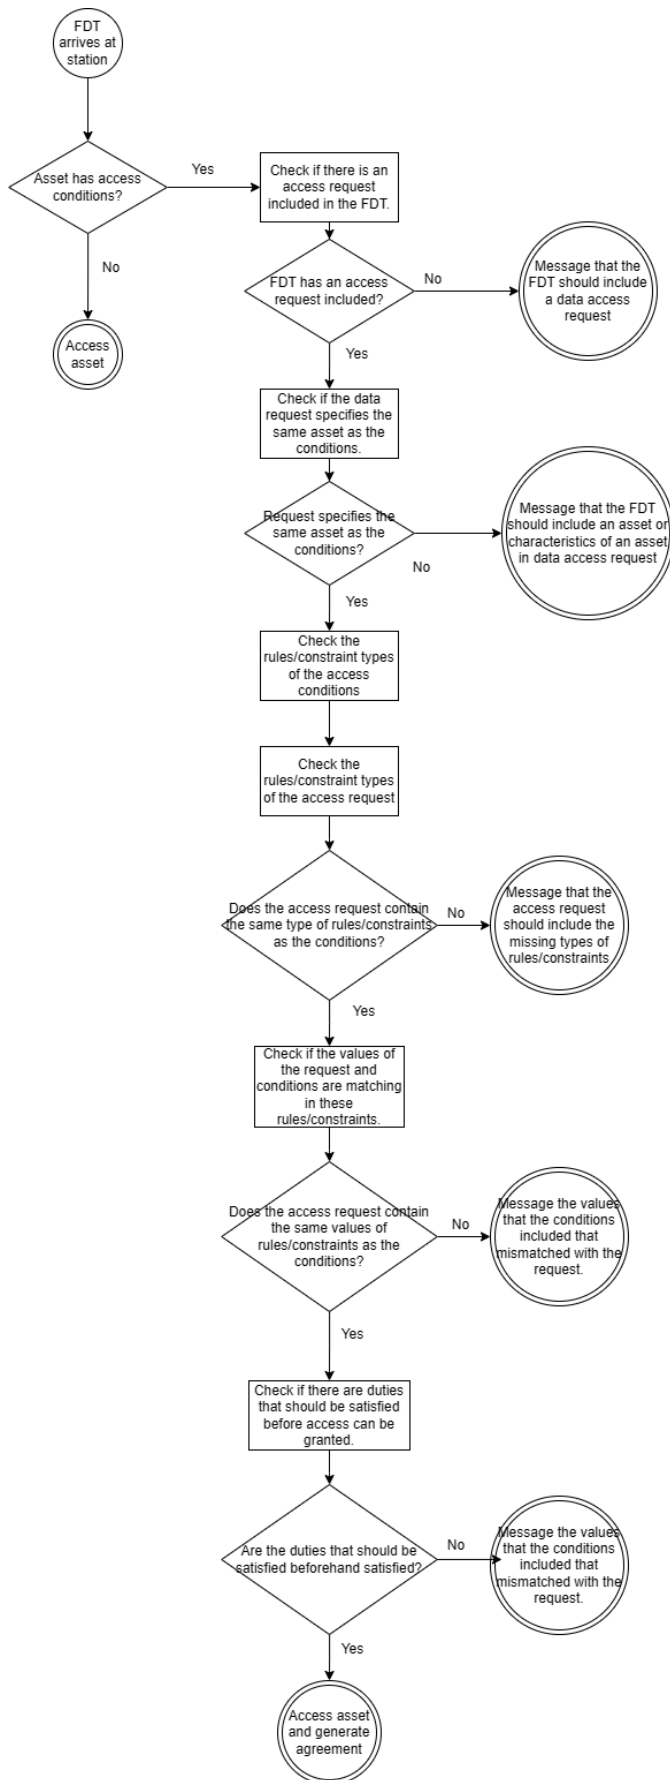 FDT
arrives at
station
Asset has access
conditions?
Yes
Check if there is an
access request
included in the FDT.
No
Access
asset
FDT has an access
request included?
No
Message that the
FDT should include
a data access
request
Yes
Check if the data
request specifies the
same asset as the
conditions.
Request specifies the
same asset as the
conditions?
No
Message that the FDT
should include an asset or
characteristics of an asset
in data access request
Yes
Check the
rules/constraint types
of the access
conditions
Check the
rules/constraint types
of the access request
Does the access request contain
the same type of rules/constraints
as the conditions?
No
Message that the
access request
should include the
missing types of
rules/constraints
Yes
Check if the values of
the request and
conditions are matching
in these
rules/constraints.
Does the access request contain
the same values of
rules/constraints as the
conditions?
No
Message the values
that the conditions
included that
mismatched with the
request.
Yes
Check if there are duties
that should be satisfied
before access can be
granted.
Are the duties that should be
satisfied beforehand satisfied?
No
Message the values
that the conditions
included that
mismatched with the
request.
Yes
Access asset
and generate
agreement